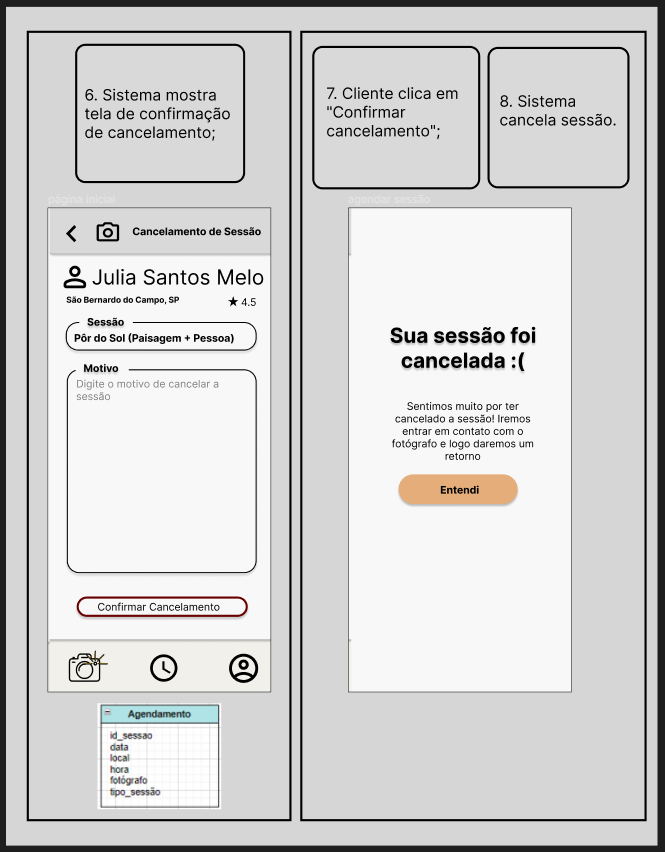 6. Sistema mostra
tela de confirmação
de cancelamento;
7. Cliente clica em
"Confirmar
cancelamento";
8. Sistema
cancela sessão.
página inicial
Cancelamento de Sessão
Julia Santos Melo
São Bernardo do Campo, SP
★ 4.5
Sessão
Pôr do Sol (Paisagem + Pessoa)
Motivo
Digite o motivo de cancelar a
sessão
Confirmar Cancelamento
Agendamento
id_sessao
data
local
hora
fotógrafo
tipo_sessão
agendar sessão
Sua sessão foi
cancelada :(
Sentimos muito por ter
cancelado a sessão! Iremos
entrar em contato com o
fotógrafo e logo daremos um
retorno
Entendi